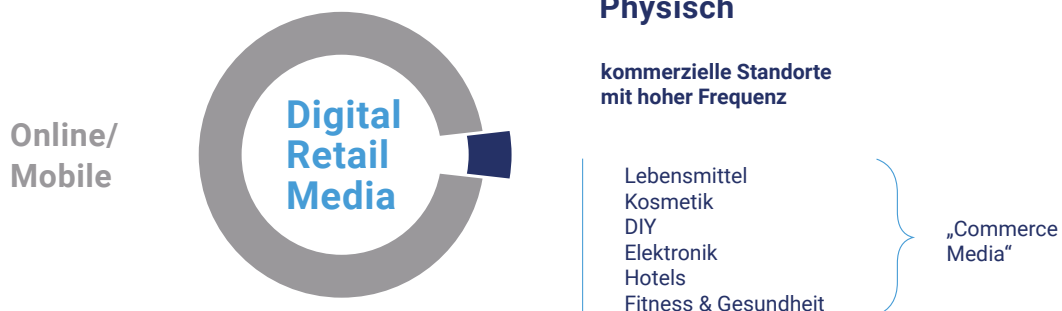 Physisch
kommerzielle Standorte
mit hoher Frequenz
Online/
Mobile
Digital
Retail
Media
Lebensmittel
Kosmetik
DIY
Elektronik
Hotels
Fitness & Gesundheit
„Commerce
Media“